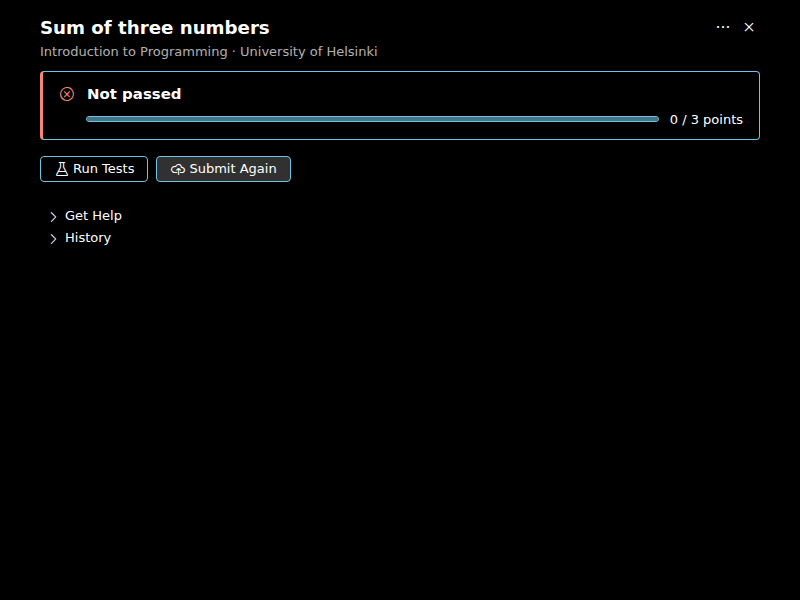 Sum of three numbers
Introduction to Programming · University of Helsinki
Not passed
0 / 3 points
Run Tests
Submit Again
Get Help
History